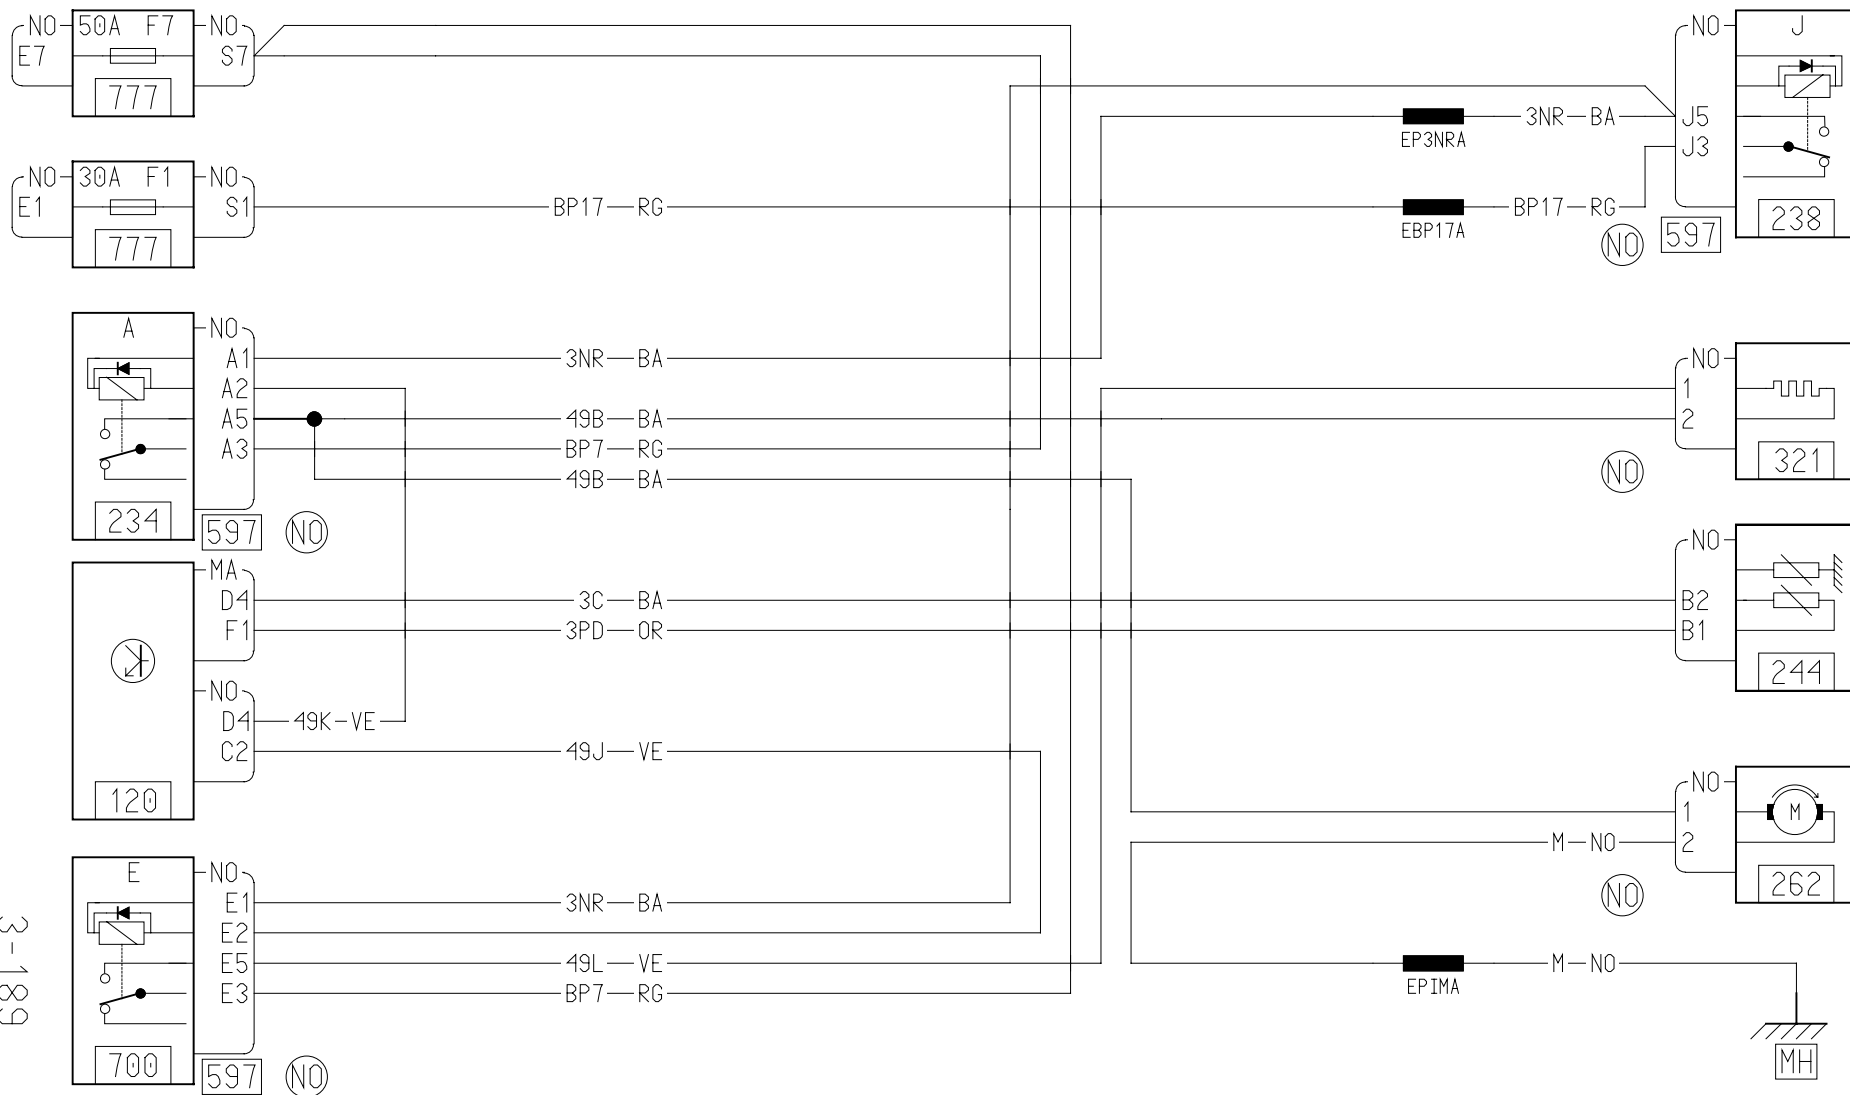 NO 50A F7 NO
E7 S7
777
NO 30A F1 NO
E1 S1
777
BP17 RG
A NO
A1 3NR BA
A2
A5 49B BA
A3 BP7 RG
49B BA
234 597 NO
MA
D4 3C BA
F1 3PD OR
NO
D4 49K VE
C2 49J VE
120
E NO
E1 3NR BA
E2
E5 49L VE
E3 BP7 RG
700 597 NO
3-189
NO J
EP3NRA 3NR BA J5
J3
EBP17A BP17 RG
NO 597 238
NO
1
2
NO 321
NO
B2
B1
244
NO
1 M
M NO 2
NO 262
EPIMA M NO
MH